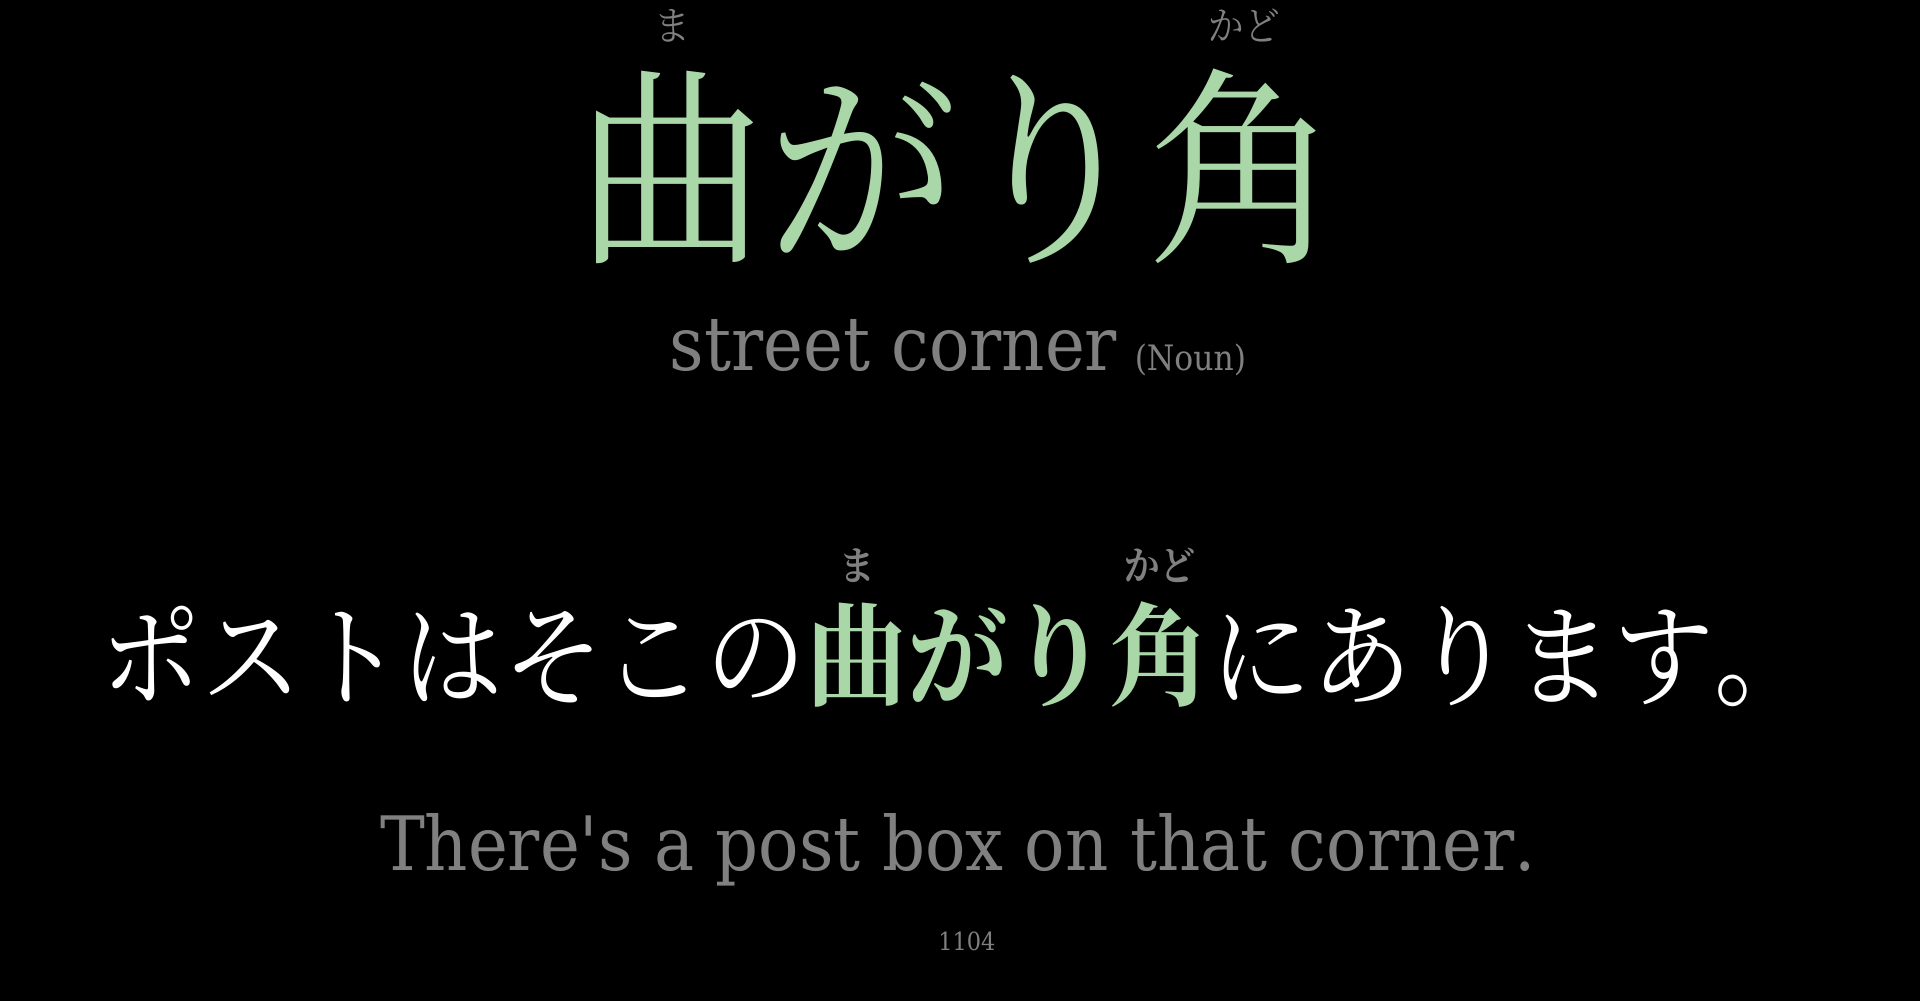 ま かど
曲がり角
street corner (Noun)
ま かど
ポストはそこの曲がり角にあります。
There's a post box on that corner.
1104